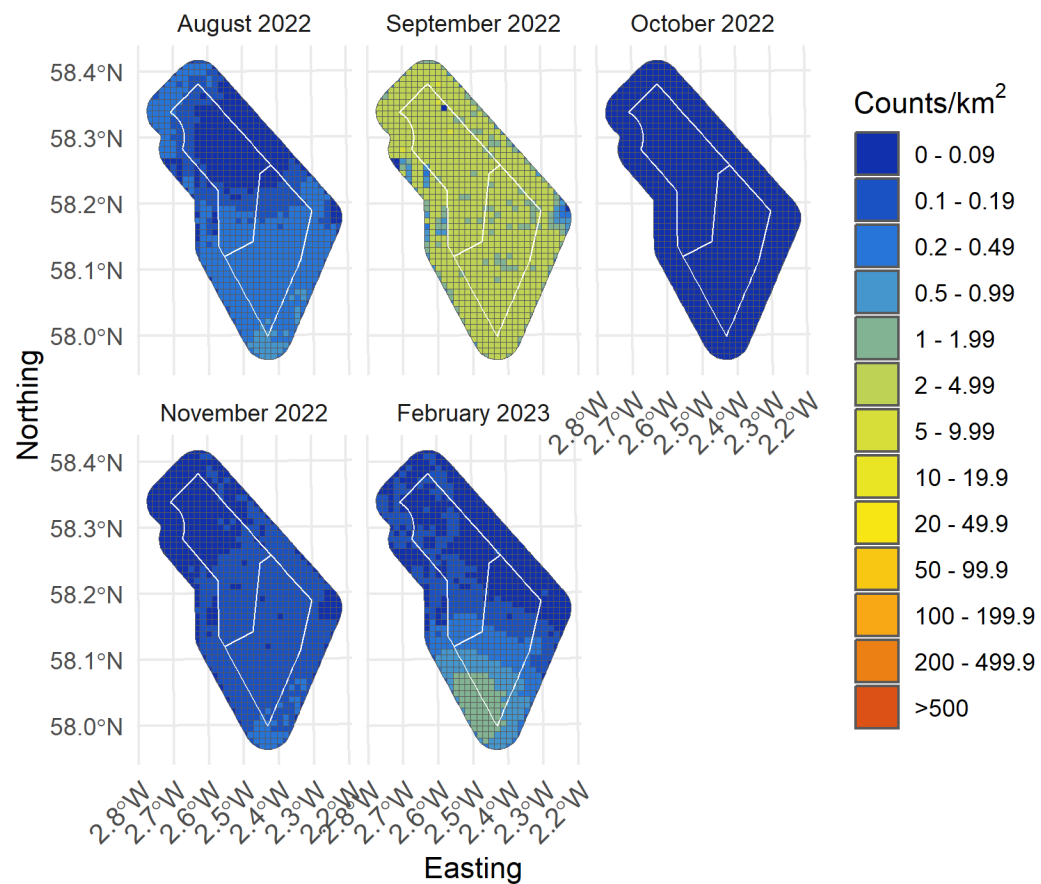 August 2022
September 2022
October 2022
58.4°N
58.3°N
58.2°N
58.1°N
58.0°N
2.8°W
2.7°W
2.6°W
2.5°W
2.4°W
2.3°W
2.2°W
November 2022
February 2023
58.4°N
58.3°N
58.2°N
58.1°N
58.0°N
2.8°W
2.7°W
2.6°W
2.5°W
2.4°W
2.3°W
2.2°W
2.8°W
2.7°W
2.6°W
2.5°W
2.4°W
2.3°W
2.2°W
Northing
Easting
Counts/km²
0 - 0.09
0.1 - 0.19
0.2 - 0.49
0.5 - 0.99
1 - 1.99
2 - 4.99
5 - 9.99
10 - 19.9
20 - 49.9
50 - 99.9
100 - 199.9
200 - 499.9
>500